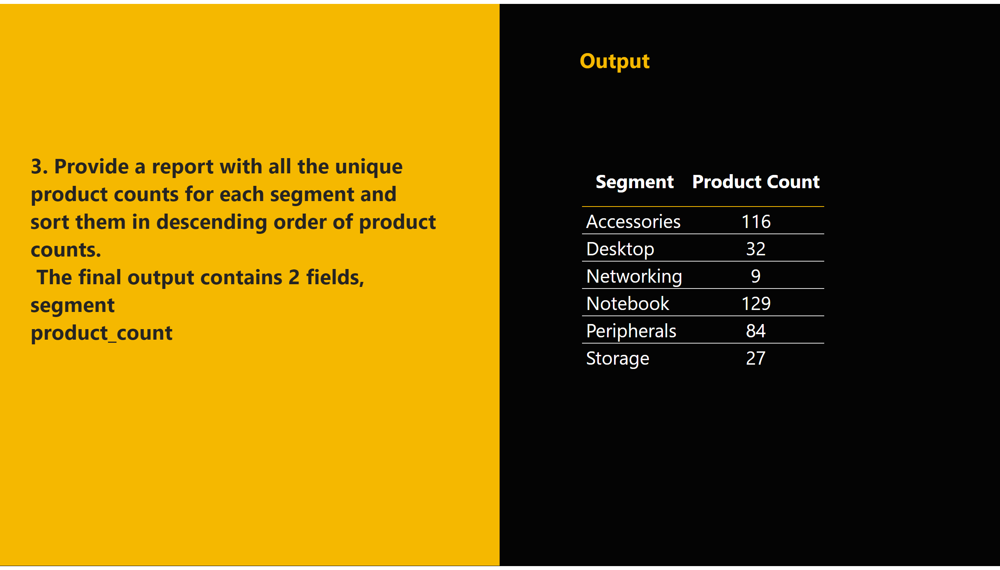 3. Provide a report with all the unique
product counts for each segment and
sort them in descending order of product
counts.
The final output contains 2 fields,
segment
product_count
Output
Segment Product Count
Accessories 116
Desktop 32
Networking 9
Notebook 129
Peripherals 84
Storage 27